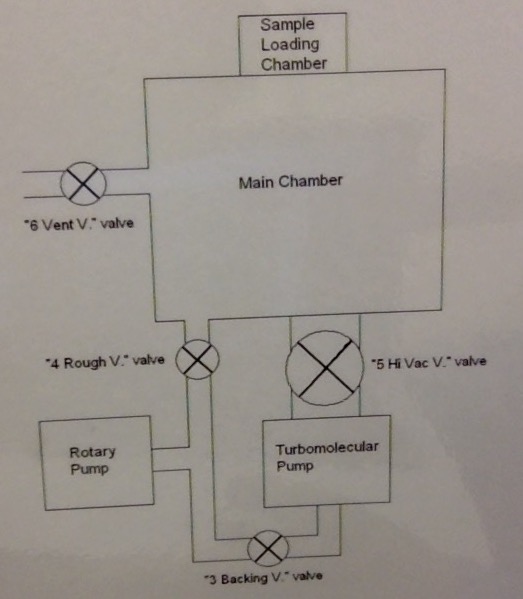 Sample
Loading
Chamber
Main Chamber
"6 Vent V." valve
"4 Rough V." valve
"5 Hi Vac V." valve
Rotary
Pump
Turbomolecular
Pump
"3 Backing V." valve